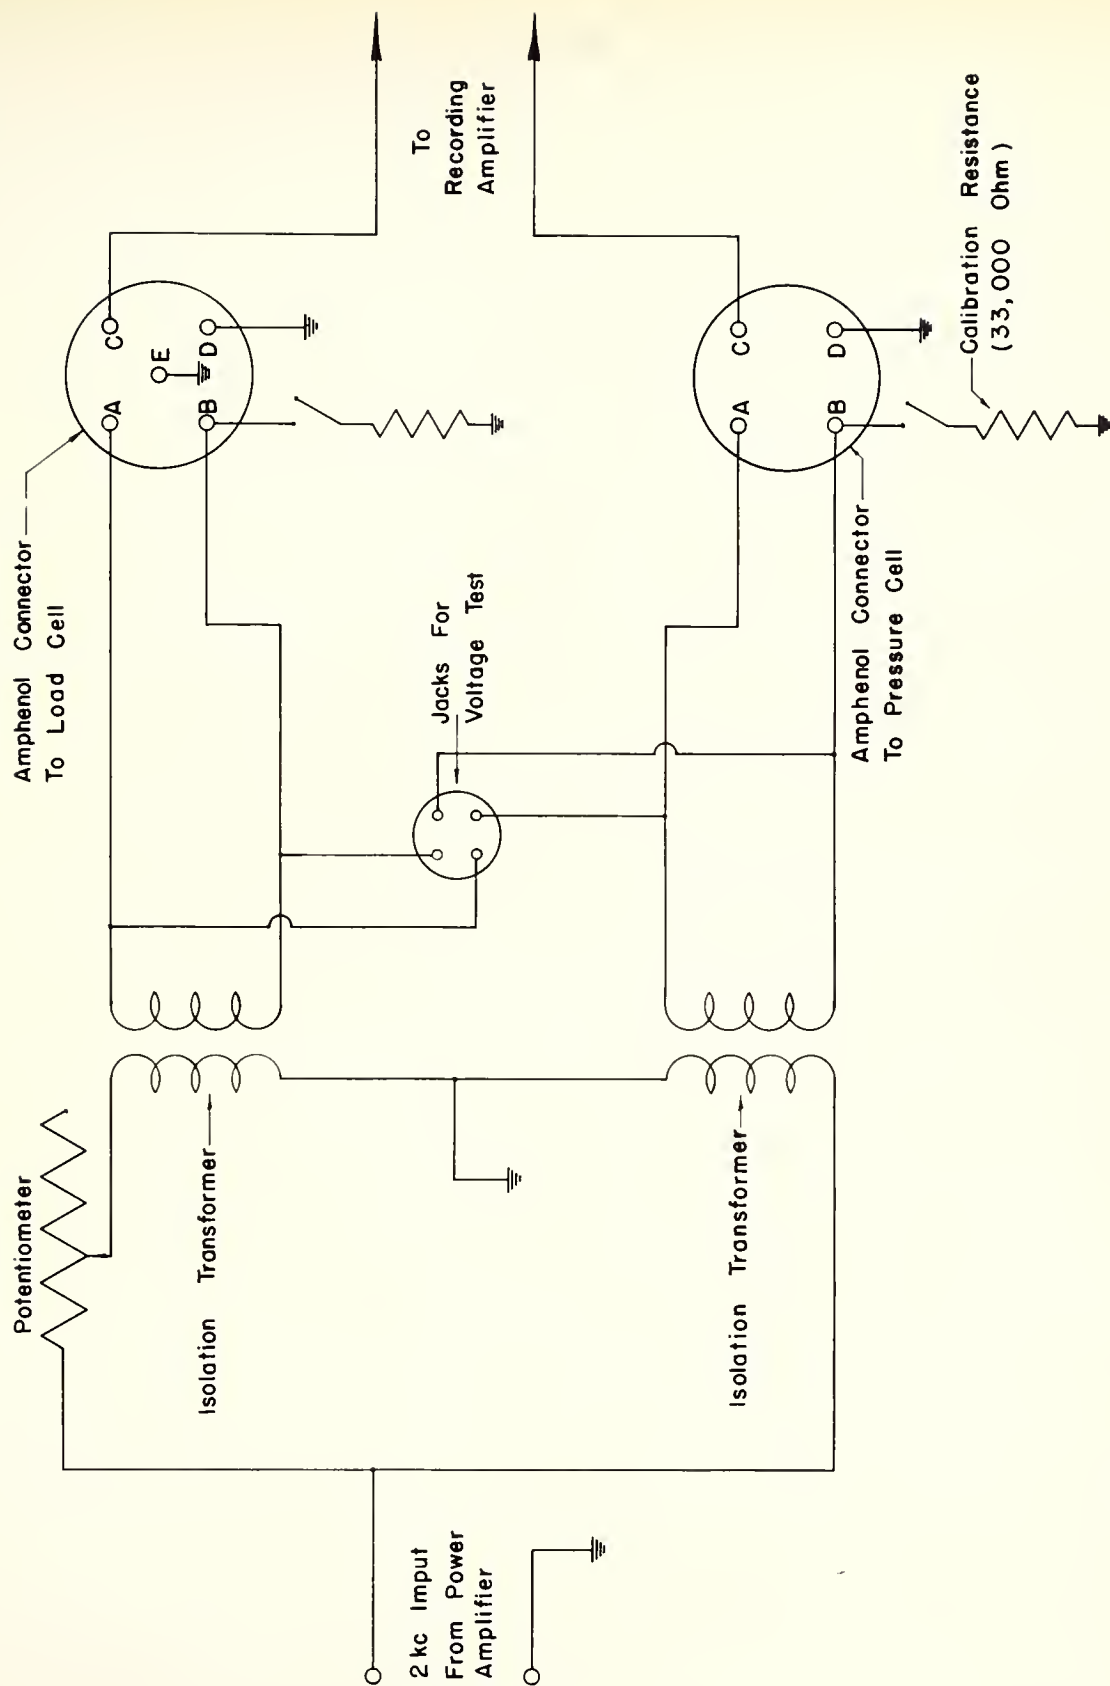 Potentiometer
Amphenol Connector
To Load Cell
A
C
E
B
D
Isolation Transformer
To
Recording
Amplifier
Jacks For
Voltage Test
2 kc Imput
From Power
Amplifier
Isolation Transformer
A
C
B
D
Amphenol Connector
To Pressure Cell
Calibration Resistance
(33,000 Ohm)